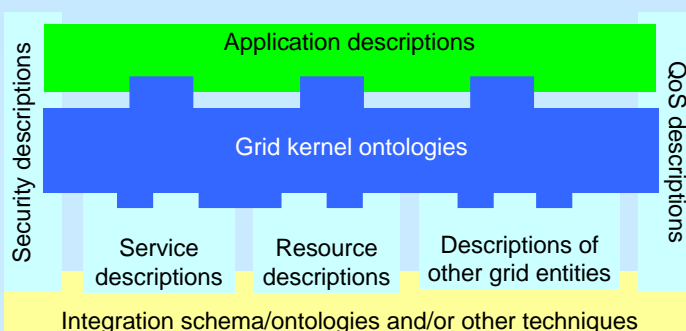 Application descriptions
Security descriptions
QoS descriptions
Grid kernel ontologies
Service
descriptions
Resource
descriptions
Descriptions of
other grid entities
Integration schema/ontologies and/or other techniques